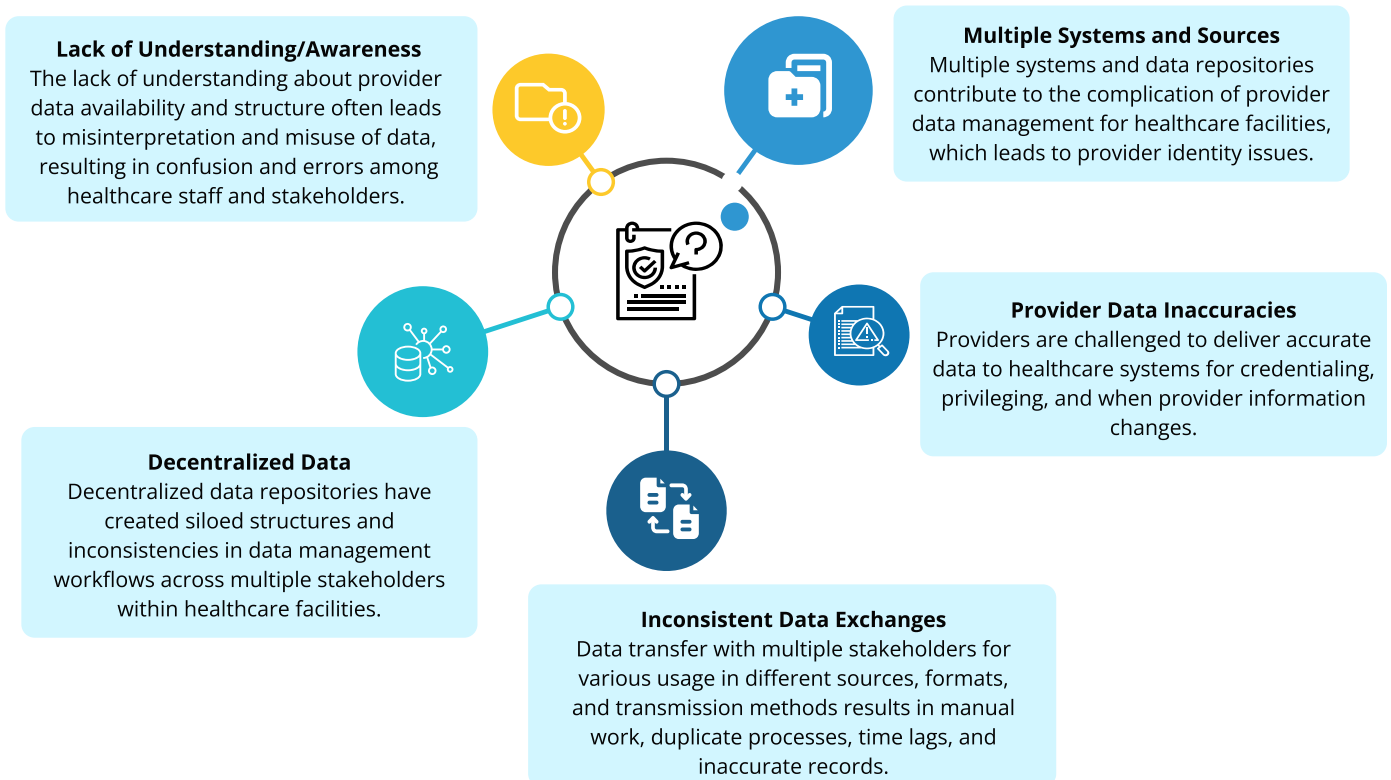 Lack of Understanding/Awareness
The lack of understanding about provider
data availability and structure often leads
to misinterpretation and misuse of data,
resulting in confusion and errors among
healthcare staff and stakeholders.
Multiple Systems and Sources
Multiple systems and data repositories
contribute to the complication of provider
data management for healthcare facilities,
which leads to provider identity issues.
Provider Data Inaccuracies
Providers are challenged to deliver accurate
data to healthcare systems for credentialing,
privileging, and when provider information
changes.
Decentralized Data
Decentralized data repositories have
created siloed structures and
inconsistencies in data management
workflows across multiple stakeholders
within healthcare facilities.
Inconsistent Data Exchanges
Data transfer with multiple stakeholders for
various usage in different sources, formats,
and transmission methods results in manual
work, duplicate processes, time lags, and
inaccurate records.